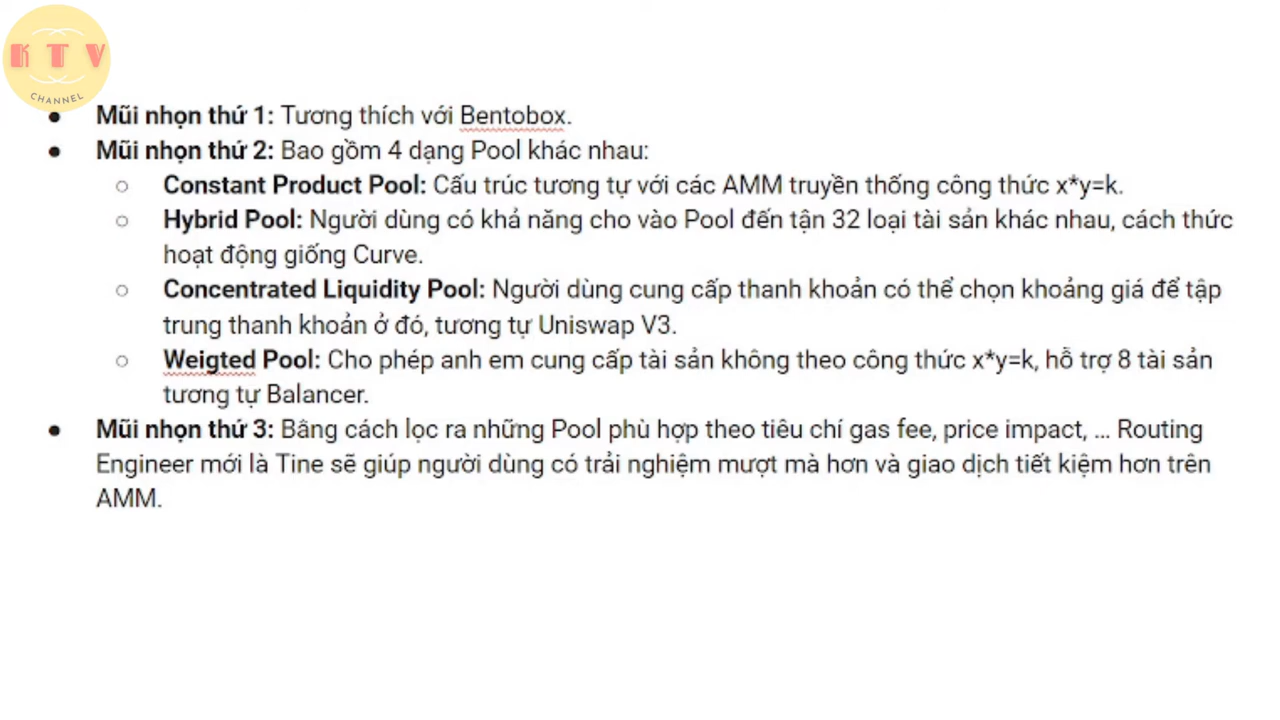 K T V
CHANNEL
● Mũi nhọn thứ 1: Tương thích với Bentobox.
● Mũi nhọn thứ 2: Bao gồm 4 dạng Pool khác nhau:
○ Constant Product Pool: Cấu trúc tương tự với các AMM truyền thống công thức x*y=k.
○ Hybrid Pool: Người dùng có khả năng cho vào Pool đến tận 32 loại tài sản khác nhau, cách thức
hoạt động giống Curve.
○ Concentrated Liquidity Pool: Người dùng cung cấp thanh khoản có thể chọn khoảng giá để tập
trung thanh khoản ở đó, tương tự Uniswap V3.
○ Weigted Pool: Cho phép anh em cung cấp tài sản không theo công thức x*y=k, hỗ trợ 8 tài sản
tương tự Balancer.
● Mũi nhọn thứ 3: Bằng cách lọc ra những Pool phù hợp theo tiêu chí gas fee, price impact, ... Routing
Engineer mới là Tine sẽ giúp người dùng có trải nghiệm mượt mà hơn và giao dịch tiết kiệm hơn trên
AMM.